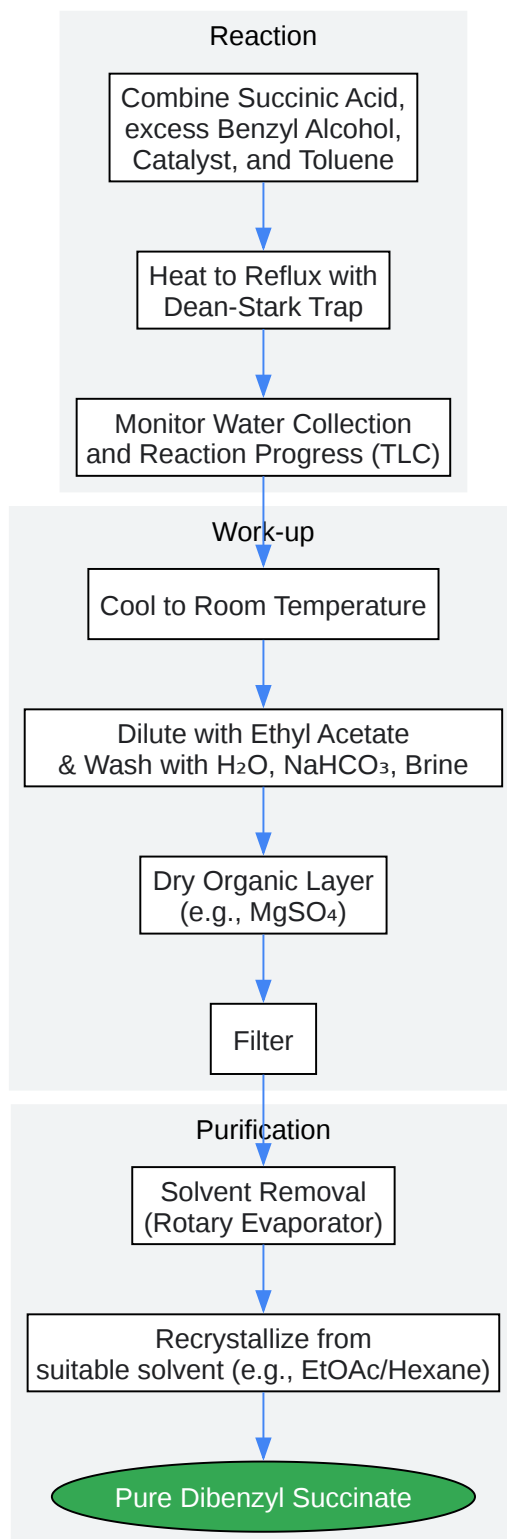 Reaction
Combine Succinic Acid,
excess Benzyl Alcohol,
Catalyst, and Toluene
Heat to Reflux with
Dean-Stark Trap
Monitor Water Collection
and Reaction Progress (TLC)
Work-up
Cool to Room Temperature
Dilute with Ethyl Acetate
& Wash with H₂O, NaHCO₃, Brine
Dry Organic Layer
(e.g., MgSO₄)
Filter
Purification
Solvent Removal
(Rotary Evaporator)
Recrystallize from
suitable solvent (e.g., EtOAc/Hexane)
Pure Dibenzyl Succinate